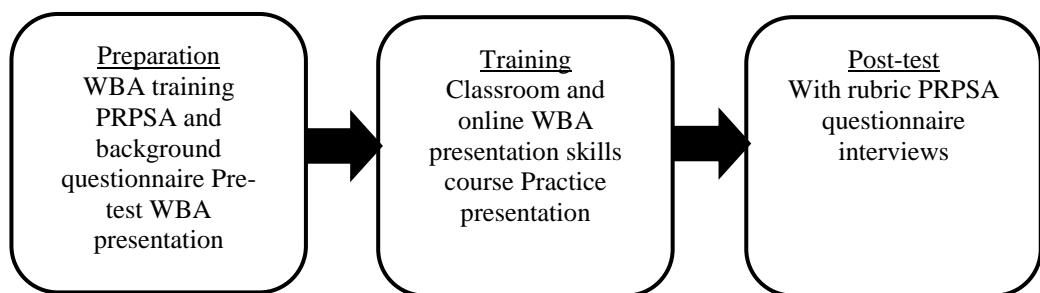 Preparation
WBA training
PRPSA and
background
questionnaire Pre-
test WBA
presentation
Training
Classroom and
online WBA
presentation skills
course Practice
presentation
Post-test
With rubric PRPSA
questionnaire
interviews